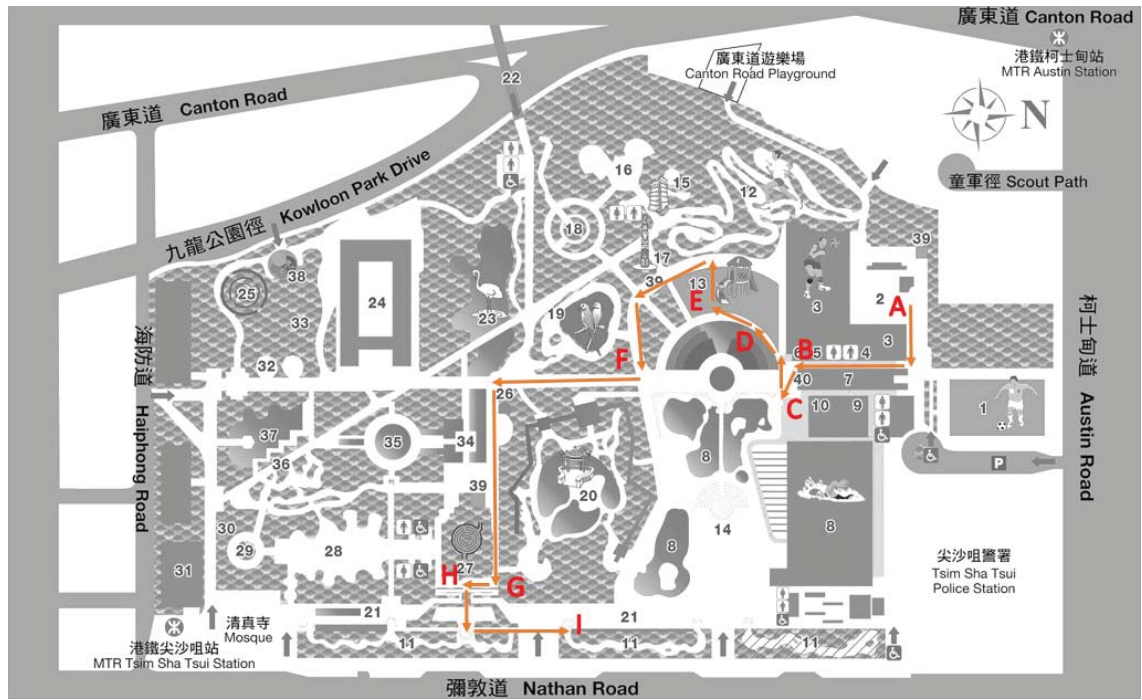 廣東道 Canton Road
港鐵柯士甸站
MTR Austin Station
廣東道遊樂場
Canton Road Playground
22
廣東道 Canton Road
N
童軍徑 Scout Path
九龍公園徑 Kowloon Park Drive
16
15
12
18
17
39
39
13
E
38
25
33
24
23
19
3
2
A
3
D
B
6
5
4
F
32
40
7
26
C
10
9
1
海防道 Haiphong Road
柯士甸道 Austin Road
37
35
34
36
8
P
39
20
14
8
30
29
28
27
H
G
8
31
21
I
21
尖沙咀警署
Tsim Sha Tsui
Police Station
清真寺
Mosque
11
11
11
港鐵尖沙咀站
MTR Tsim Sha Tsui Station
彌敦道 Nathan Road